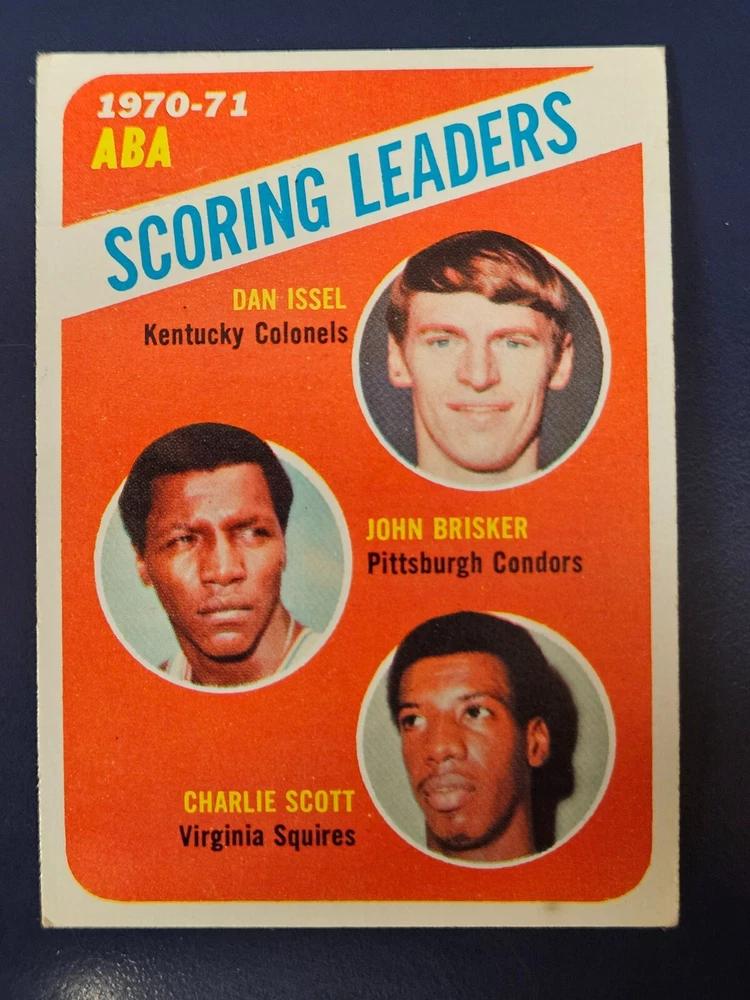 1970-71
ABA
SCORING LEADERS
DAN ISSEL
Kentucky Colonels
JOHN BRISKER
Pittsburgh Condors
CHARLIE SCOTT
Virginia Squires